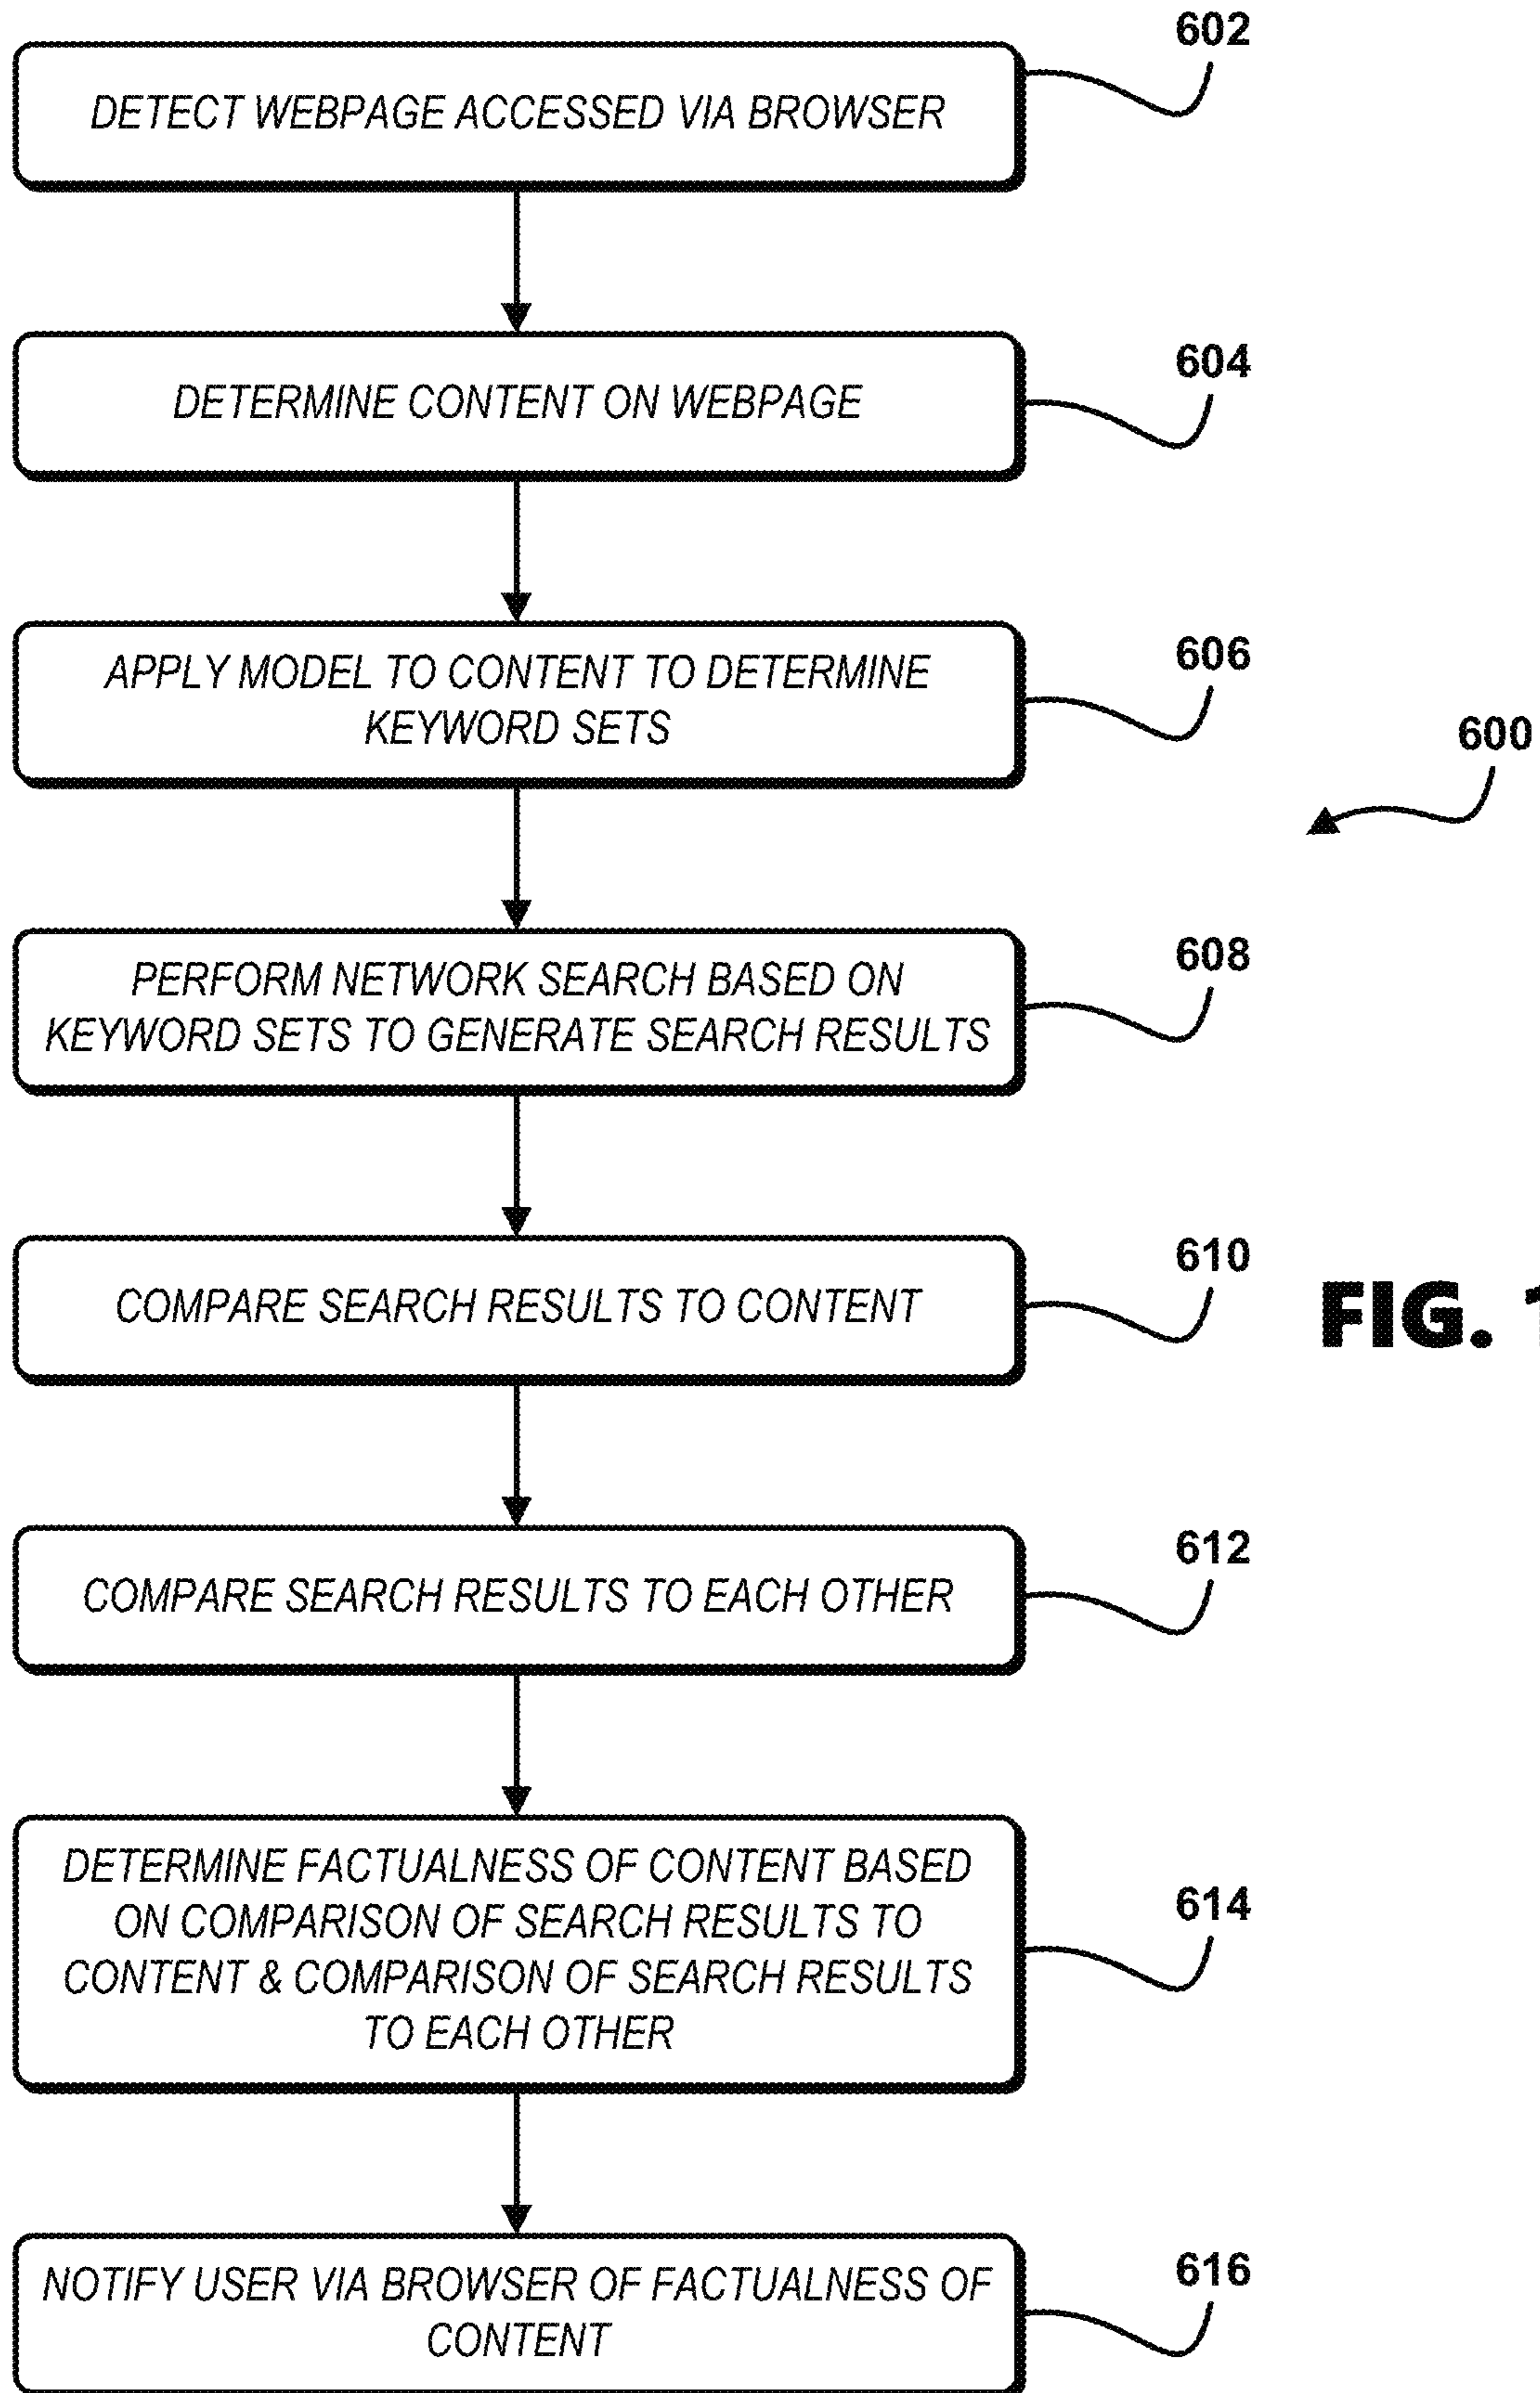 602
DETECT WEBPAGE ACCESSED VIA BROWSER
604
DETERMINE CONTENT ON WEBPAGE
606
APPLY MODEL TO CONTENT TO DETERMINE
KEYWORD SETS
600
608
PERFORM NETWORK SEARCH BASED ON
KEYWORD SETS TO GENERATE SEARCH RESULTS
610
COMPARE SEARCH RESULTS TO CONTENT
FIG.
612
COMPARE SEARCH RESULTS TO EACH OTHER
614
DETERMINE FACTUALNESS OF CONTENT BASED
ON COMPARISON OF SEARCH RESULTS TO
CONTENT & COMPARISON OF SEARCH RESULTS
TO EACH OTHER
616
NOTIFY USER VIA BROWSER OF FACTUALNESS OF
CONTENT